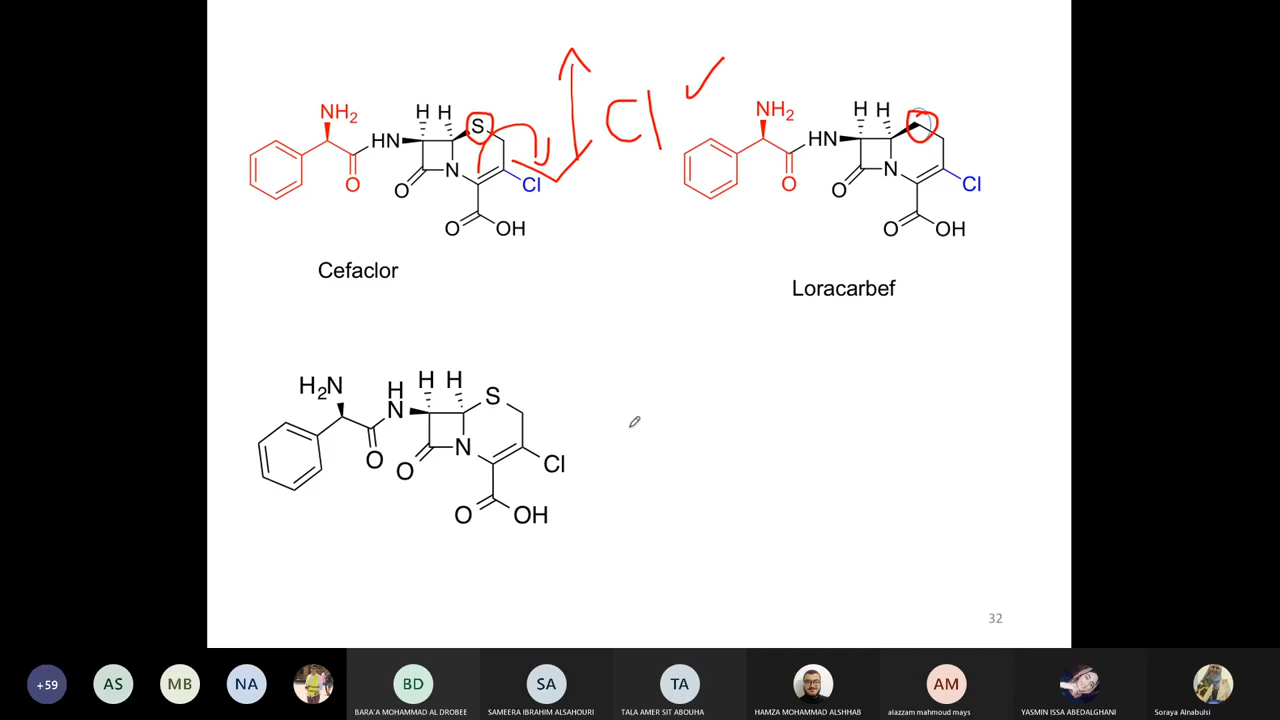 Cl ✓
NH2 H H S
HN
O O N Cl
O OH
Cefaclor
NH2 H H
HN
O O N Cl
O OH
Loracarbef
H2N H H H S
N
O O N Cl
O OH
32
+59 AS MB NA BD SA TA AM
BARA'A MOHAMMAD AL DROBEE SAMEERA IBRAHIM ALSAHOURI TALA AMER SIT ABOUHA HAMZA MOHAMMAD ALSHHAB alazzam mahmoud mays YASMIN ISSA ABEDALGHANI Soraya Alnabulsi